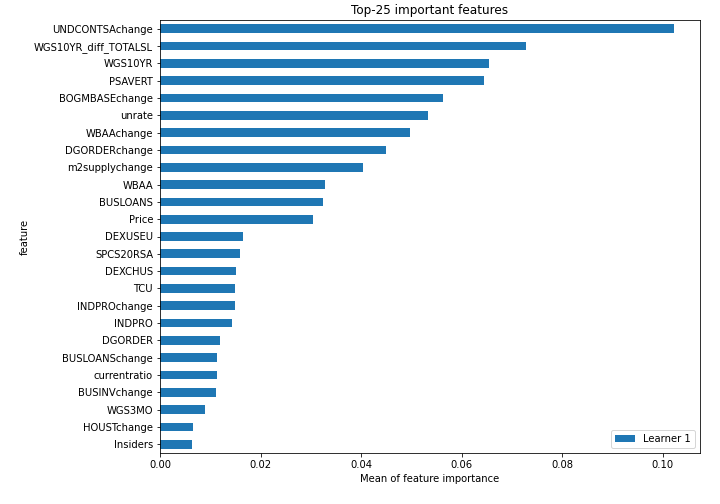 Top-25 important features
UNDCONTSAchange
WGS10YR_diff_TOTALSL
WGS10YR
PSAVERT
BOGMBASEchange
unrate
WBAAchange
DGORDERchange
m2supplychange
WBAA
BUSLOANS
Price
DEXUSEU
SPCS20RSA
DEXCHUS
TCU
INDPROchange
INDPRO
DGORDER
BUSLOANSchange
currentratio
BUSINVchange
WGS3MO
HOUSTchange
Insiders
feature
Learner 1
0.00 0.02 0.04 0.06 0.08 0.10
Mean of feature importance